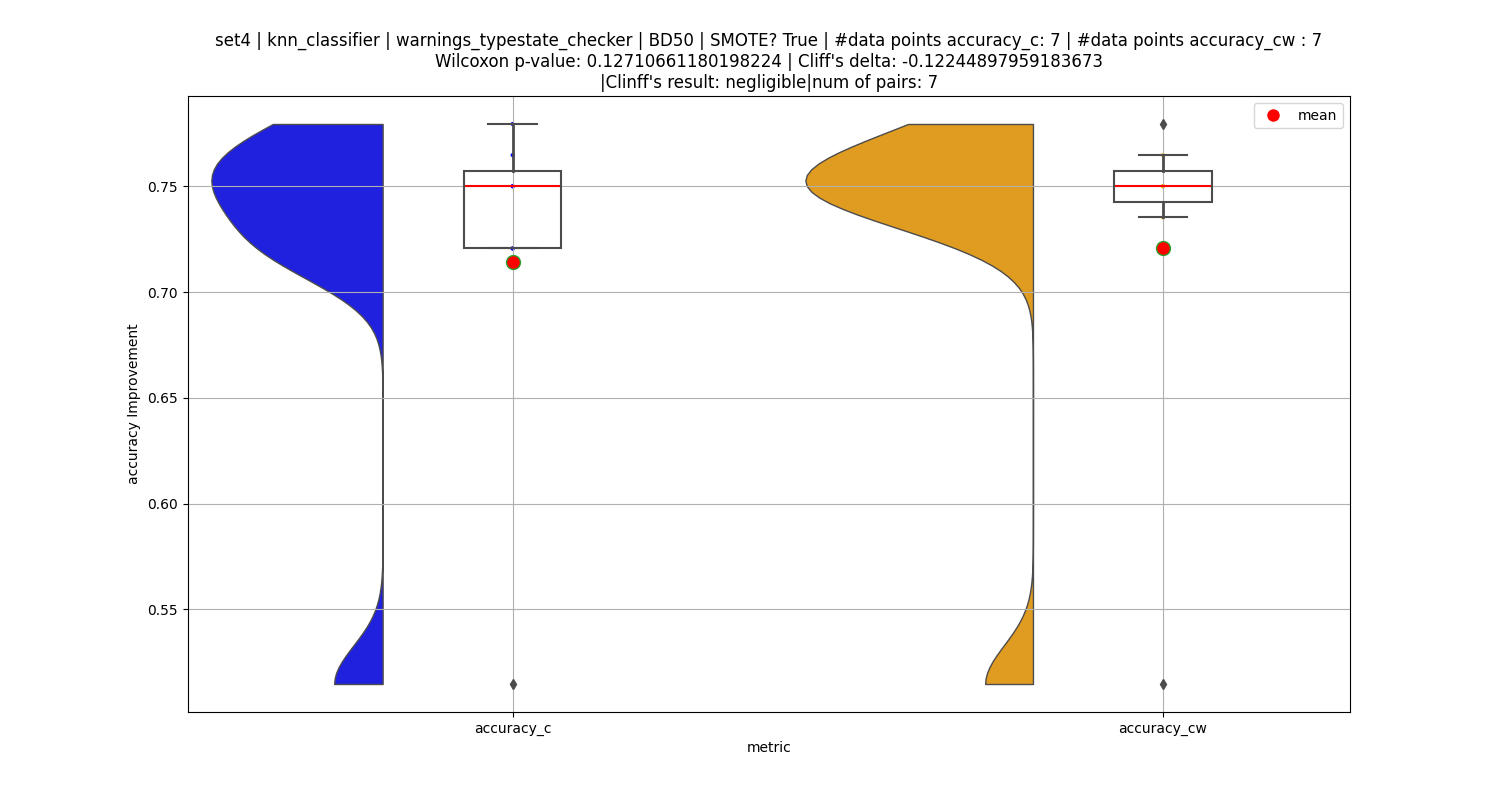 set4 | knn_classifier | warnings_typestate_checker | BD50 | SMOTE? True | #data points accuracy_c: 7 | #data points accuracy_cw : 7
Wilcoxon p-value: 0.12710661180198224 | Cliff's delta: -0.12244897959183673
|Clinff's result: negligible|num of pairs: 7
mean
0.75
0.70
0.65
0.60
0.55
accuracy Improvement
accuracy_c
accuracy_cw
metric